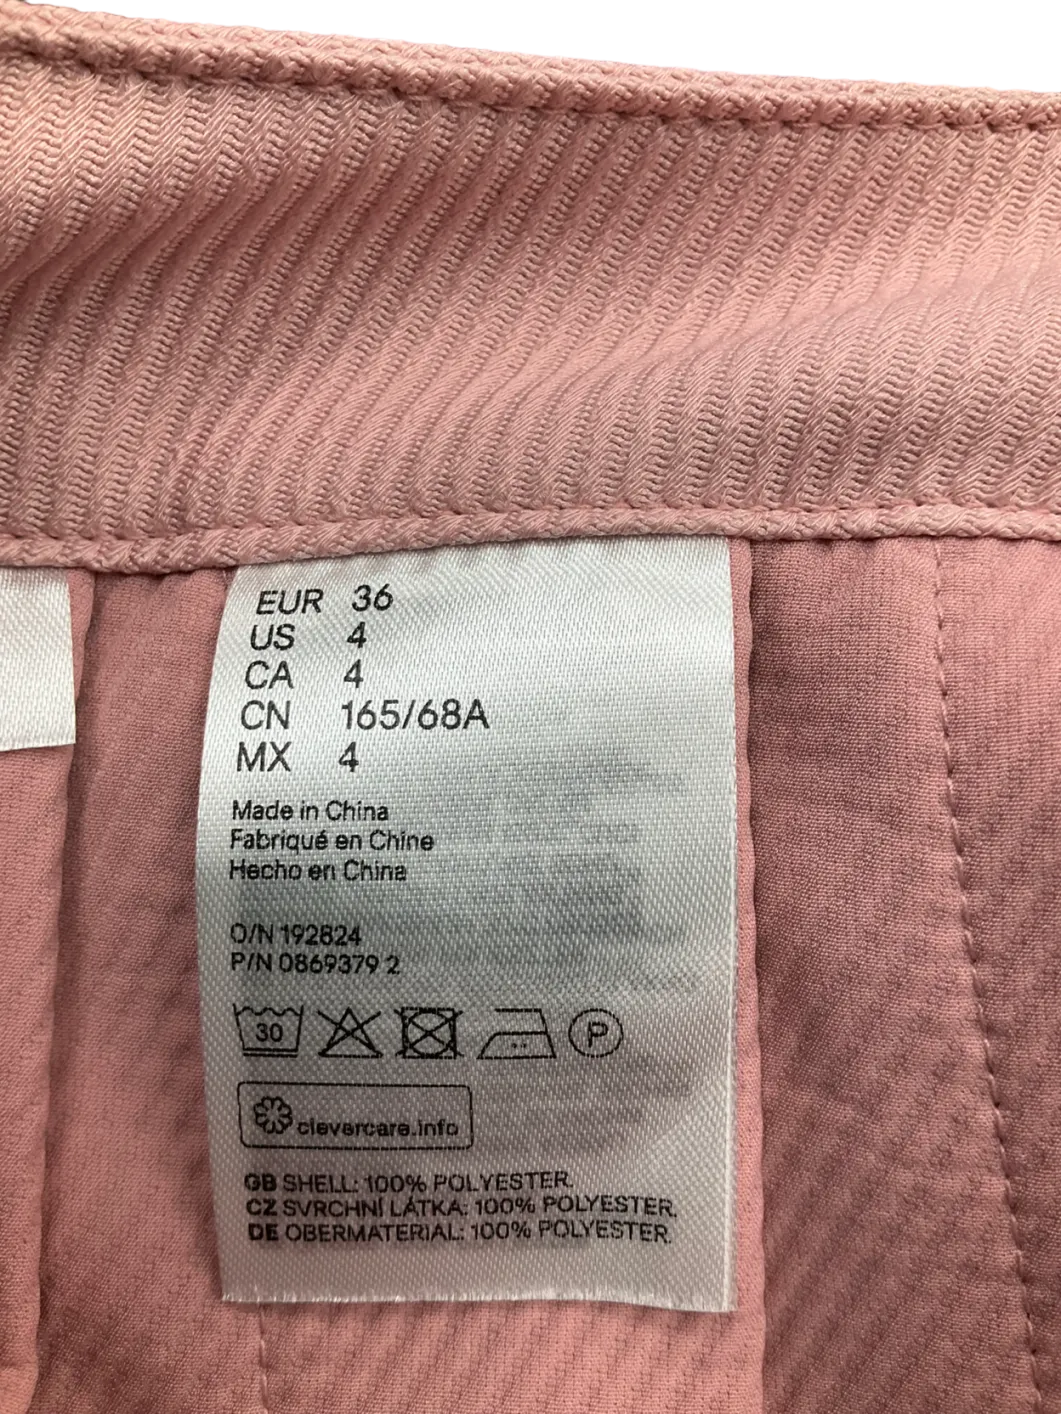 EUR 36
US 4
CA 4
CN 165/68A
MX 4
Made in China
Fabriqué en Chine
Hecho en China
O/N 192824
P/N 0869379 2
30 P
clevercare.info
GB SHELL: 100% POLYESTER.
CZ SVRCHNÍ LÁTKA: 100% POLYESTER.
DE OBERMATERIAL: 100% POLYESTER.